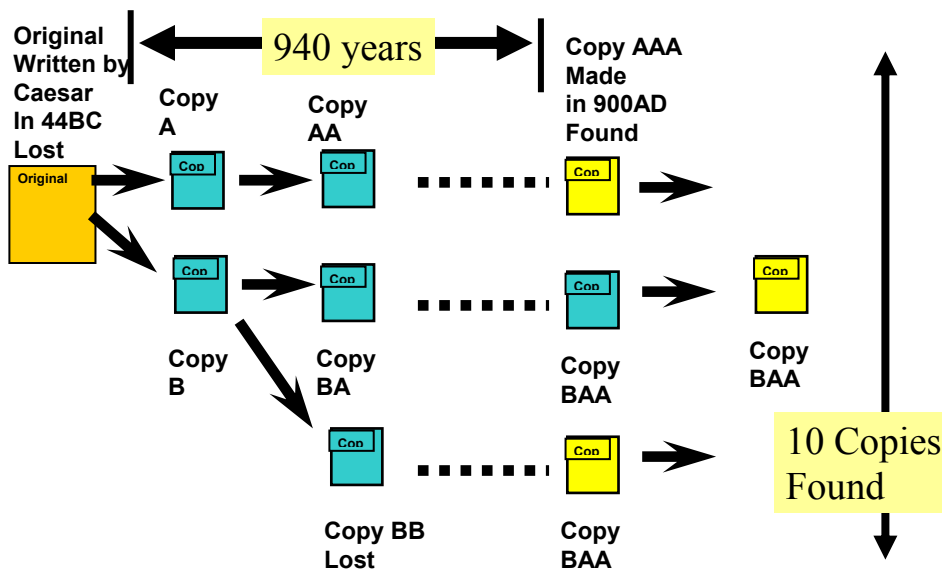 Original
Written by
Caesar
In 44BC
Lost
940 years
Copy AAA
Made
in 900AD
Found
Copy
A
Copy
AA
Original
Cop
Cop
Cop
Cop
Cop
Cop
Cop
Copy
B
Copy
BA
Copy
BAA
Copy
BAA
Cop
Cop
10 Copies
Found
Copy BB
Lost
Copy
BAA